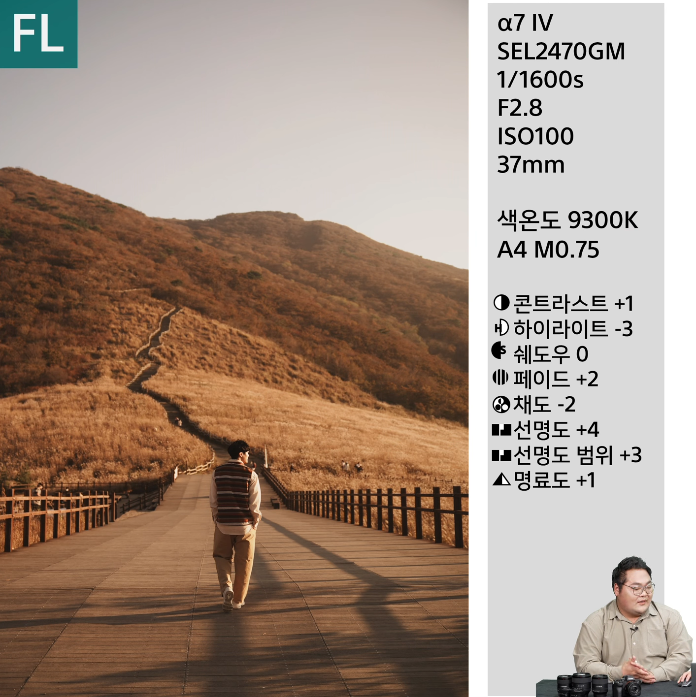 FL
α7 IV
SEL2470GM
1/1600s
F2.8
ISO100
37mm
색온도 9300K
A4 M0.75
콘트라스트 +1
하이라이트 -3
쉐도우 0
페이드 +2
채도 -2
선명도 +4
선명도 범위 +3
명료도 +1